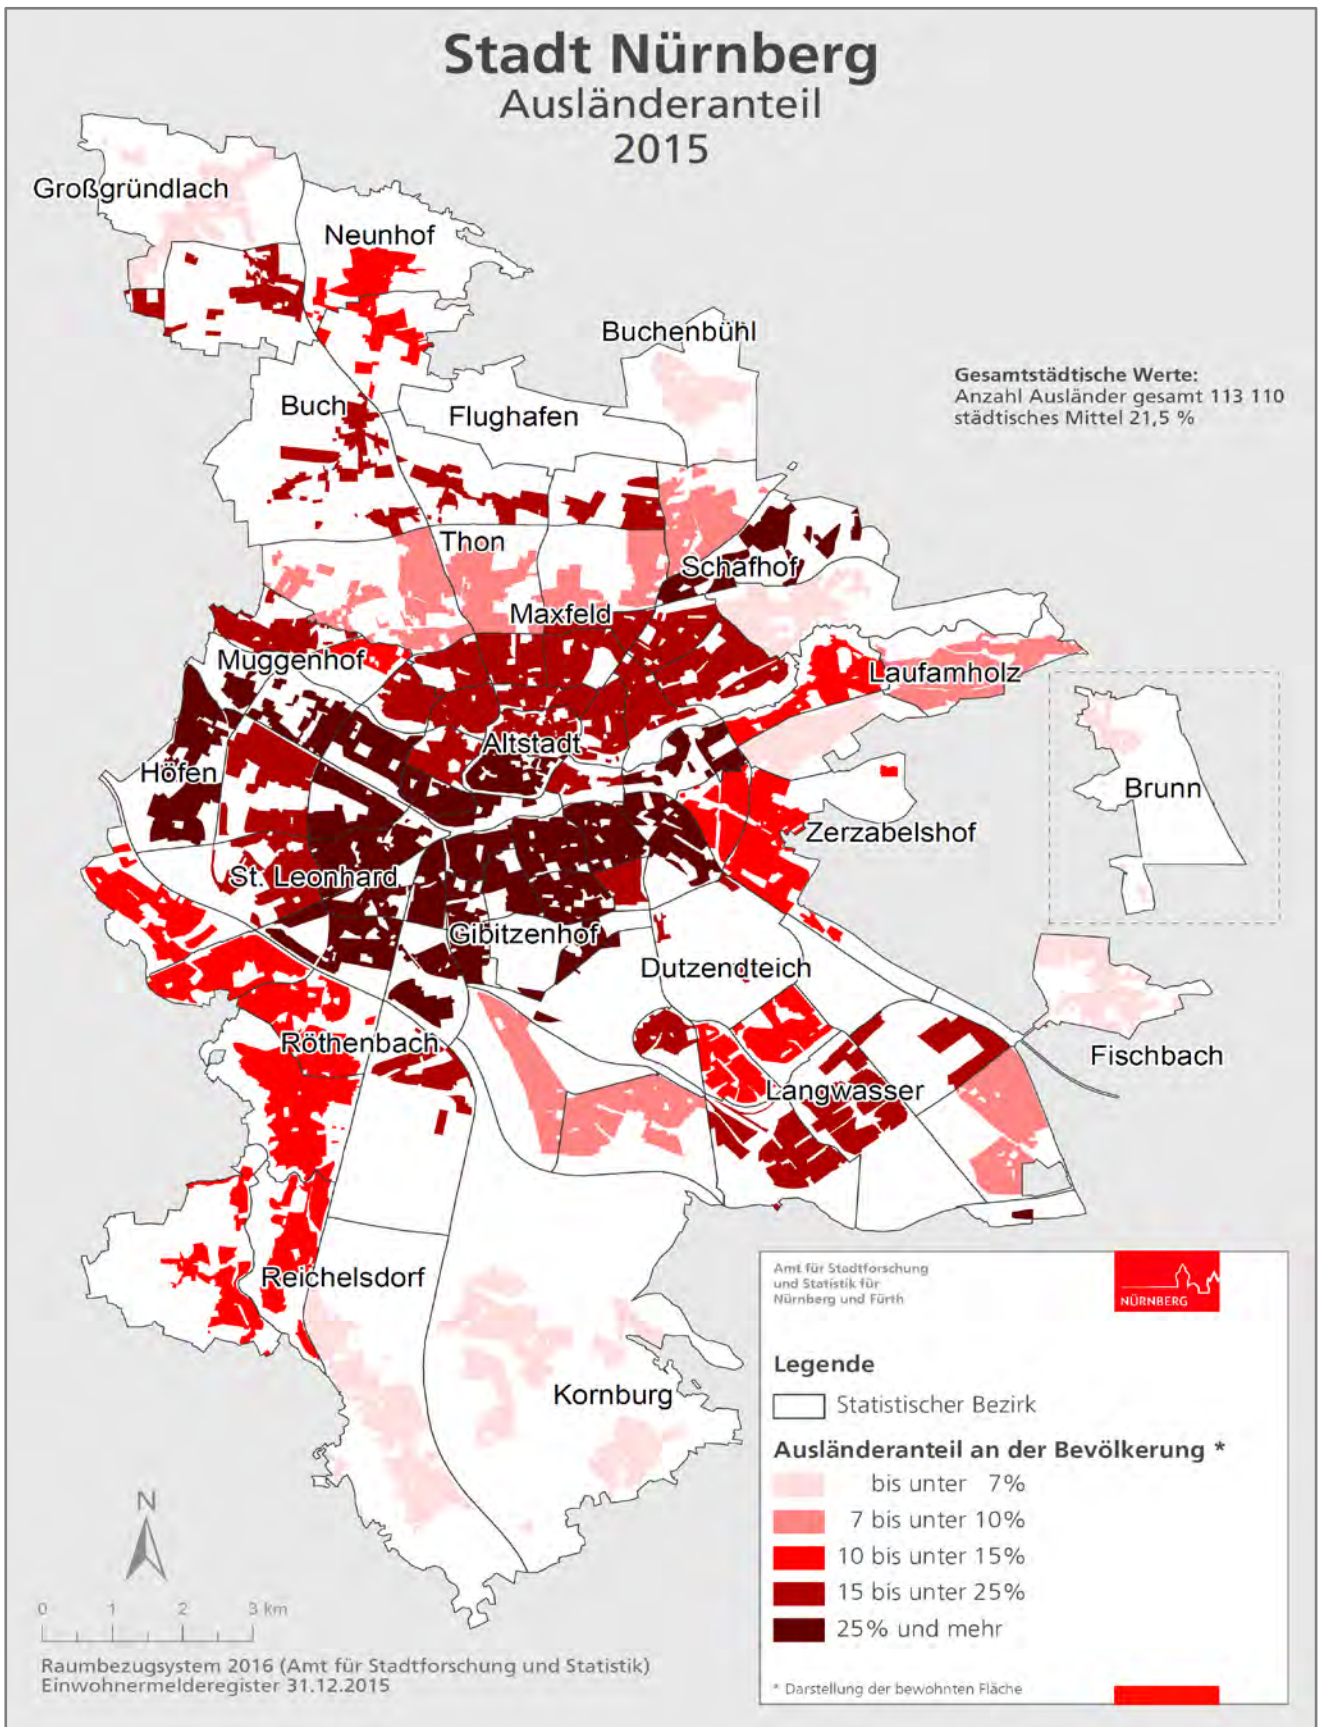 Stadt Nürnberg
Ausländeranteil
2015
Großgründlach
Neunhof
Buchenbühl
Gesamtstädtische Werte:
Anzahl Ausländer gesamt 113 110
städtisches Mittel 21,5 %
Buch
Flughafen
Thon
Schafhof
Maxfeld
Muggenhof
Laufamholz
Altstadt
Höfen
Brunn
Zerzabelshof
St. Leonhard
Gibitzenhof
Dutzendteich
Röthenbach
Fischbach
Langwasser
Reichelsdorf
Kornburg
Amt für Stadtforschung
und Statistik für
Nürnberg und Fürth
NÜRNBERG
Legende
Statistischer Bezirk
Ausländeranteil an der Bevölkerung *
bis unter 7%
7 bis unter 10%
10 bis unter 15%
15 bis unter 25%
25% und mehr
* Darstellung der bewohnten Fläche
N
0 1 2 3 km
Raumbezugsystem 2016 (Amt für Stadtforschung und Statistik)
Einwohnermelderegister 31.12.2015